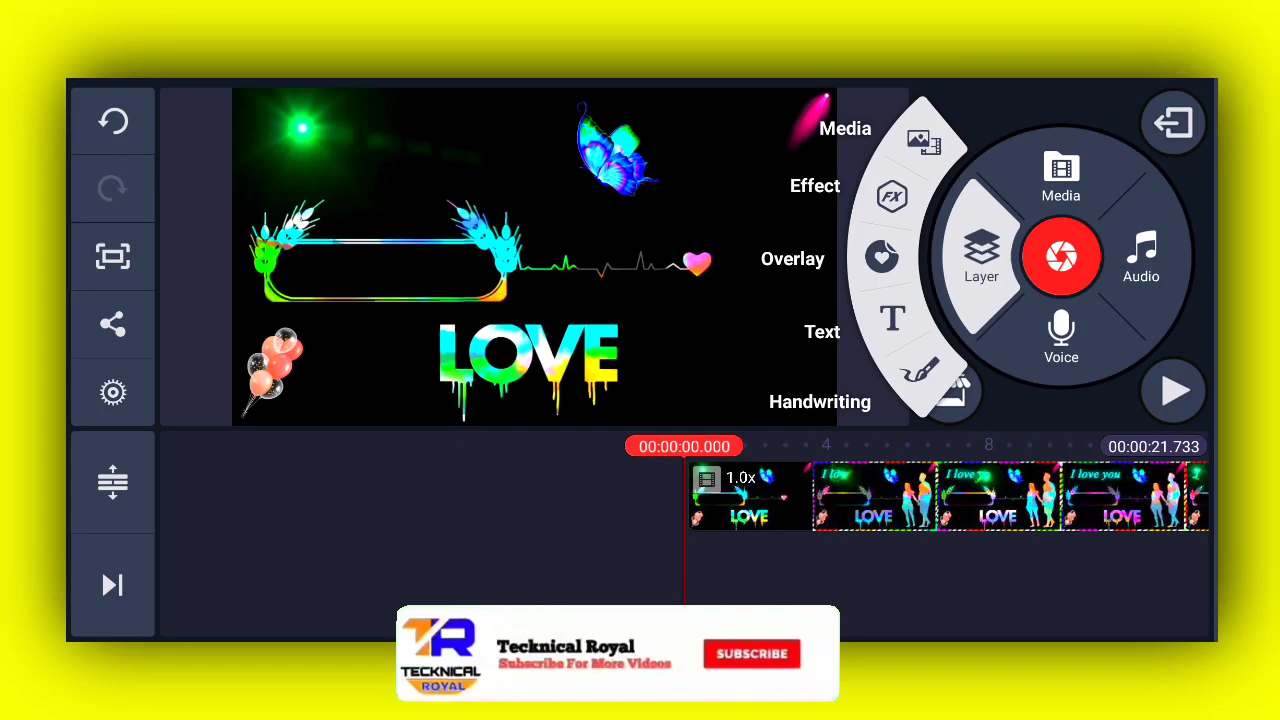 Media
Effect
Overlay
Text
Handwriting
FX
T
Media
Layer
Audio
Voice
LOVE
00:00:00.000
4
8
00:00:21.733
1.0x
I love you
I love you
LOVE
LOVE
LOVE
LOVE
TR
TECKNICAL
ROYAL
Tecknical Royal
Subscribe For More Videos
SUBSCRIBE